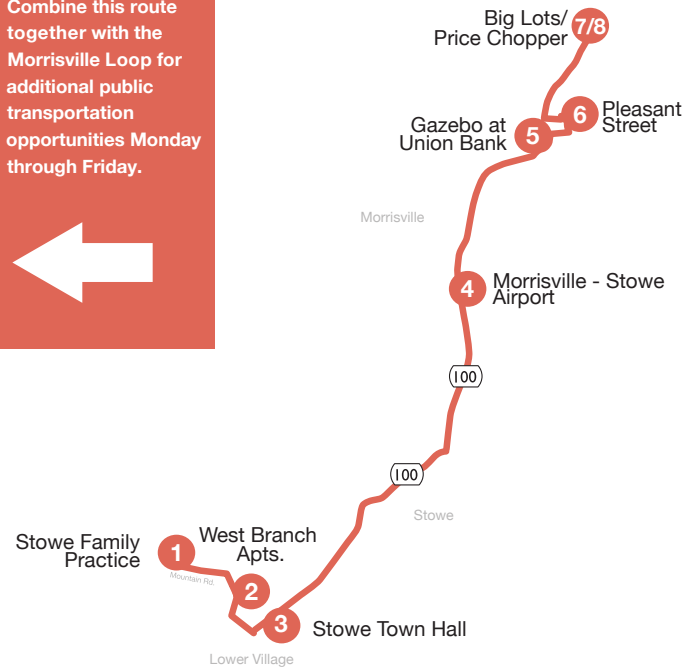 Combine this route
together with the
Morrisville Loop for
additional public
transportation
opportunities Monday
through Friday.
Big Lots/
Price Chopper
7/8
6
Pleasant
Street
Gazebo at
Union Bank
5
Morrisville
4
Morrisville - Stowe
Airport
100
100
Stowe
Stowe Family
Practice
1
Mountain Rd.
West Branch
Apts.
2
3
Stowe Town Hall
Lower Village